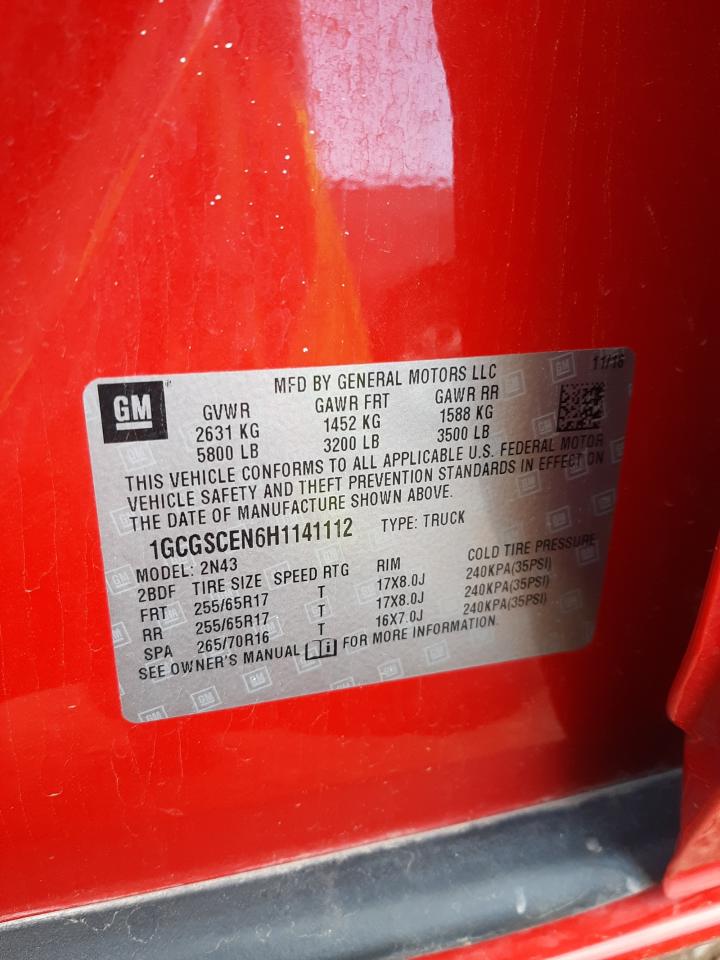 MFD BY GENERAL MOTORS LLC
11/16
GM
GVWR GAWR FRT GAWR RR
2631 KG 1452 KG 1588 KG
5800 LB 3200 LB 3500 LB
THIS VEHICLE CONFORMS TO ALL APPLICABLE U.S. FEDERAL MOTOR
VEHICLE SAFETY AND THEFT PREVENTION STANDARDS IN EFFECT ON
THE DATE OF MANUFACTURE SHOWN ABOVE.
1GCGSCEN6H1141112 TYPE: TRUCK
MODEL: 2N43
2BDF TIRE SIZE SPEED RTG RIM COLD TIRE PRESSURE
FRT 255/65R17 T 17X8.0J 240KPA(35PSI)
RR 255/65R17 T 17X8.0J 240KPA(35PSI)
SPA 265/70R16 T 16X7.0J 240KPA(35PSI)
SEE OWNER'S MANUAL i FOR MORE INFORMATION.